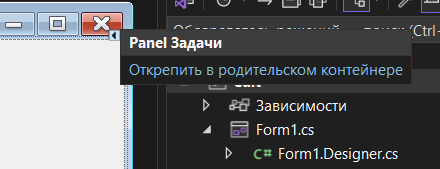 Panel Задачи
Открепить в родительском контейнере
Зависимости
Form1.cs
C# Form1.Designer.cs